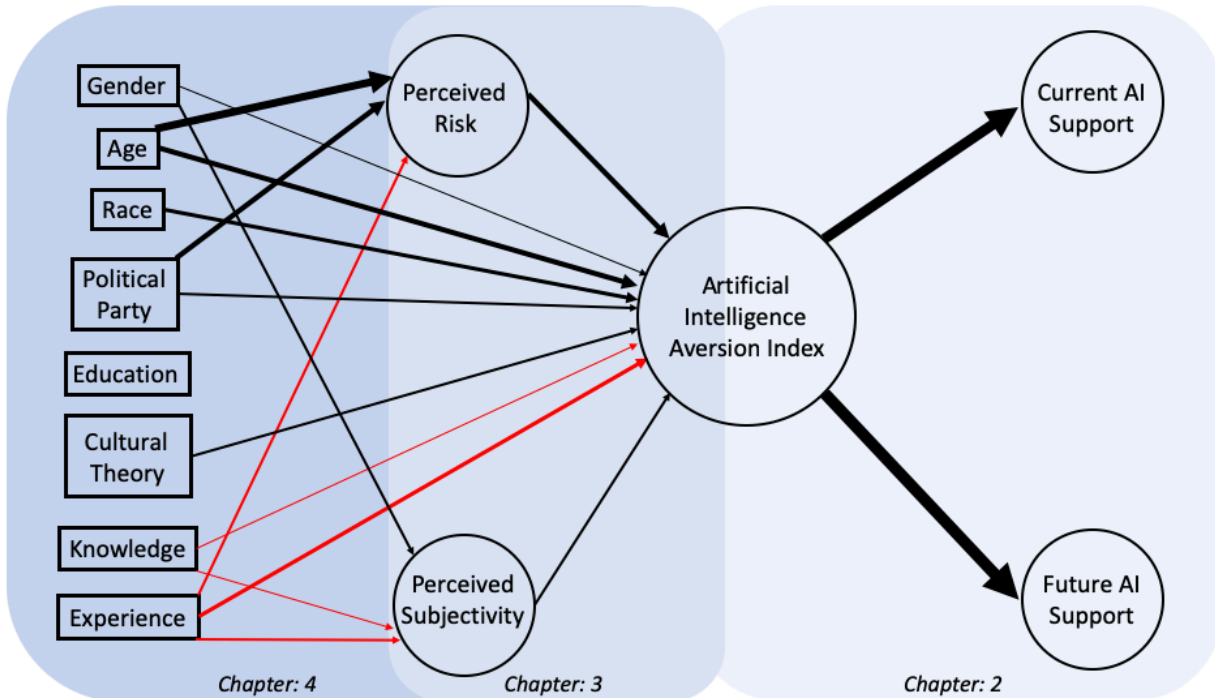 Gender
Age
Race
Political
Party
Education
Cultural
Theory
Knowledge
Experience
Perceived
Risk
Perceived
Subjectivity
Artificial
Intelligence
Aversion Index
Current AI
Support
Future AI
Support
Chapter: 4
Chapter: 3
Chapter: 2